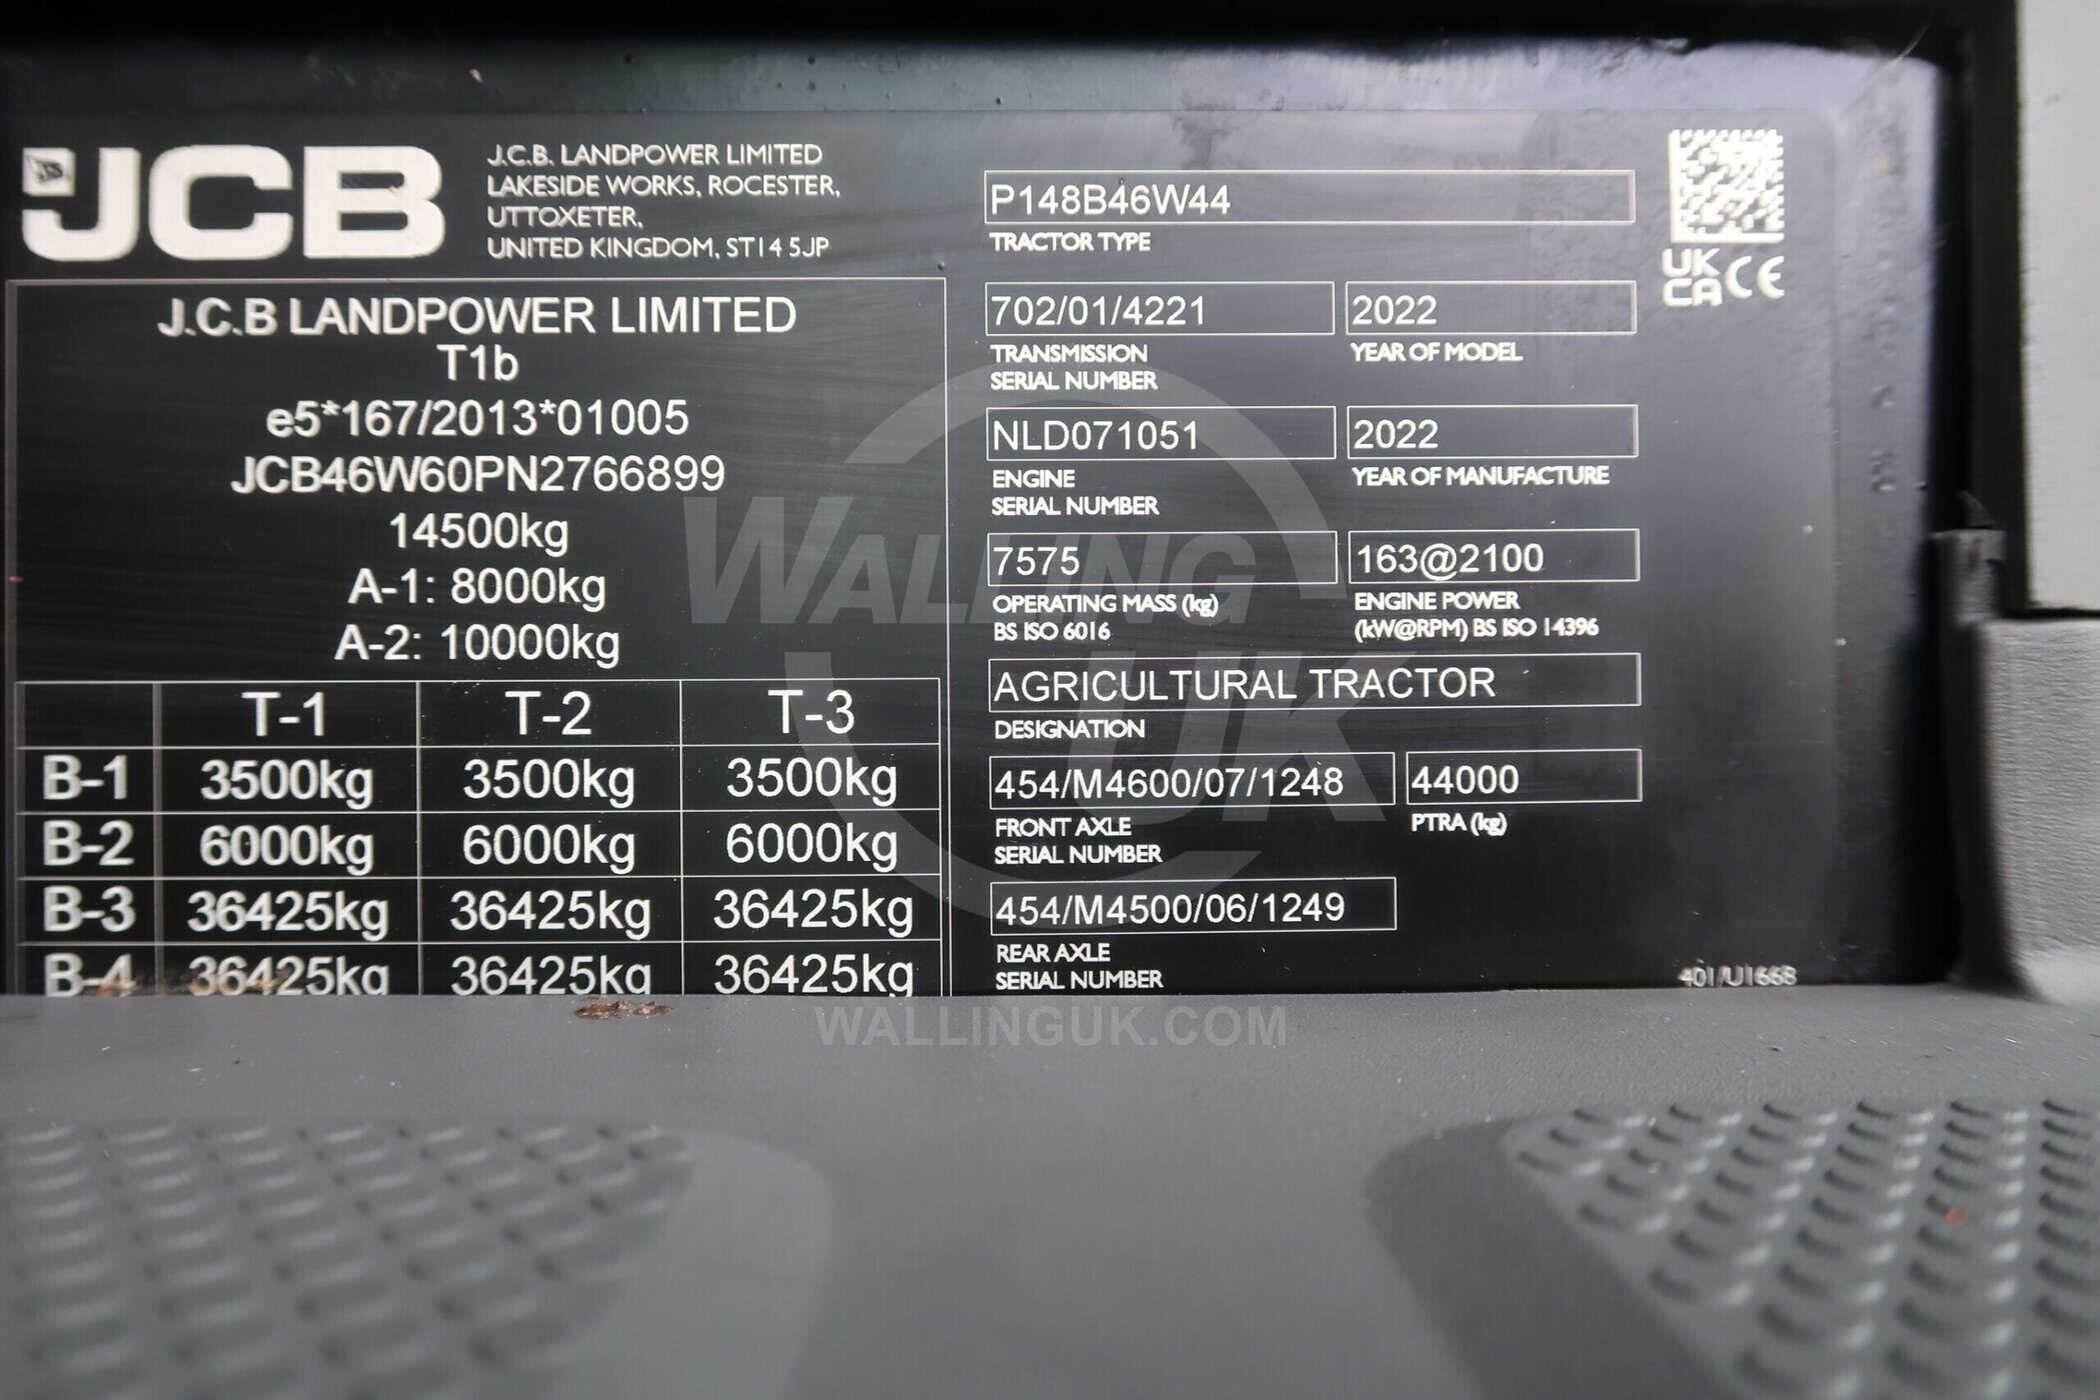 JCB
J.C.B. LANDPOWER LIMITED
LAKESIDE WORKS, ROCESTER,
UTTOXETER,
UNITED KINGDOM, ST14 5JP
J.C.B LANDPOWER LIMITED
T1b
e5*167/2013*01005
JCB46W60PN2766899
14500kg
A-1: 8000kg
A-2: 10000kg
T-1 T-2 T-3
B-1 3500kg 3500kg 3500kg
B-2 6000kg 6000kg 6000kg
B-3 36425kg 36425kg 36425kg
B-4 36425kg 36425kg 36425kg
P148B46W44
TRACTOR TYPE
702/01/4221 2022
TRANSMISSION
SERIAL NUMBER
YEAR OF MODEL
NLD071051 2022
ENGINE
SERIAL NUMBER
YEAR OF MANUFACTURE
7575 163@2100
OPERATING MASS (kg)
BS ISO 6016
ENGINE POWER
(kW@RPM) BS ISO 14396
AGRICULTURAL TRACTOR
DESIGNATION
454/M4600/07/1248 44000
FRONT AXLE
SERIAL NUMBER
PTRA (kg)
454/M4500/06/1249
REAR AXLE
SERIAL NUMBER
UK
CA CE
401/U1668
WALLING
UK
WALLINGUK.COM